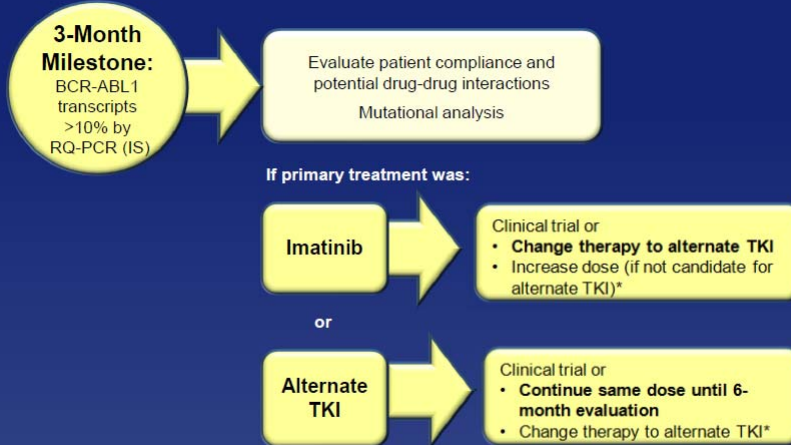 3-Month
Milestone:
BCR-ABL1
transcripts
>10% by
RQ-PCR (IS)
Evaluate patient compliance and
potential drug-drug interactions
Mutational analysis
If primary treatment was:
Imatinib
Clinical trial or
• Change therapy to alternate TKI
• Increase dose (if not candidate for
alternate TKI)*
or
Alternate
TKI
Clinical trial or
• Continue same dose until 6-
month evaluation
• Change therapy to alternate TKI*